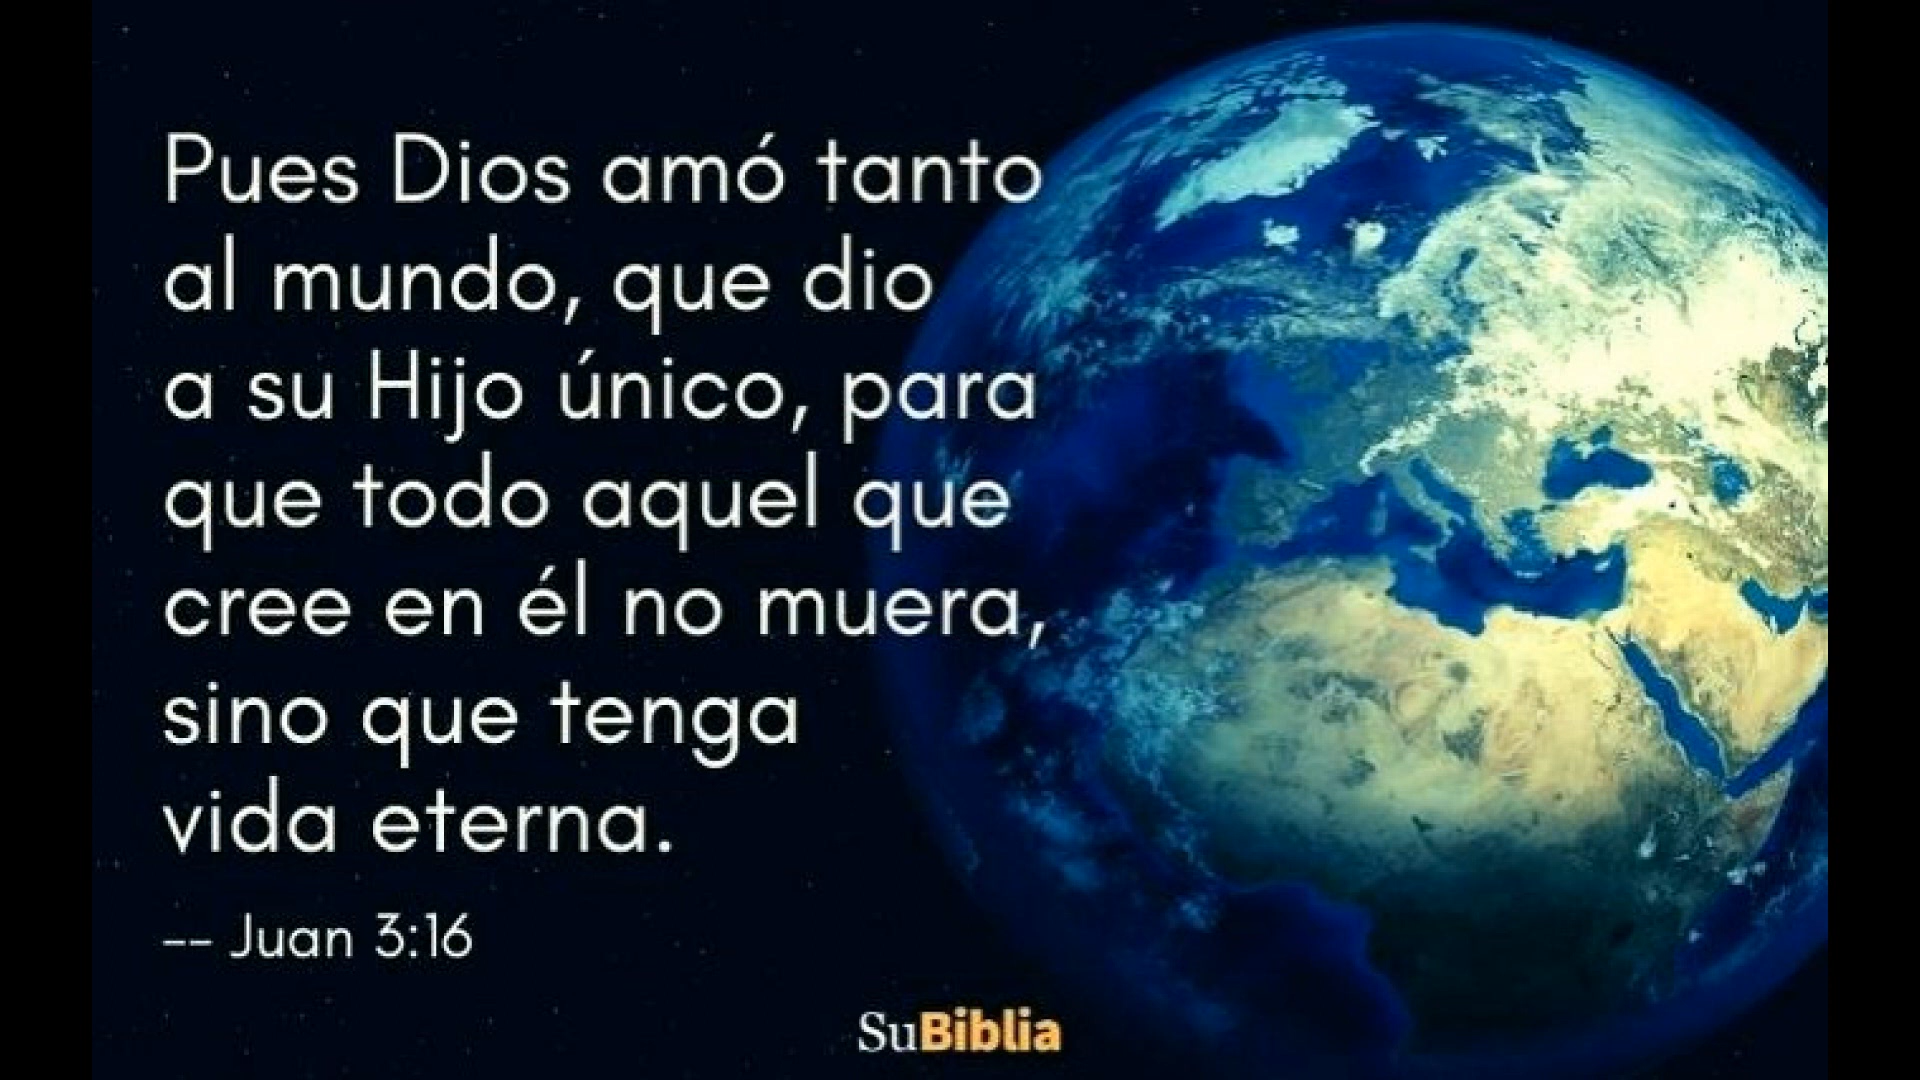 Pues Dios amó tanto
al mundo, que dio
a su Hijo único, para
que todo aquel que
cree en él no muera,
sino que tenga
vida eterna.
-- Juan 3:16
SuBiblia